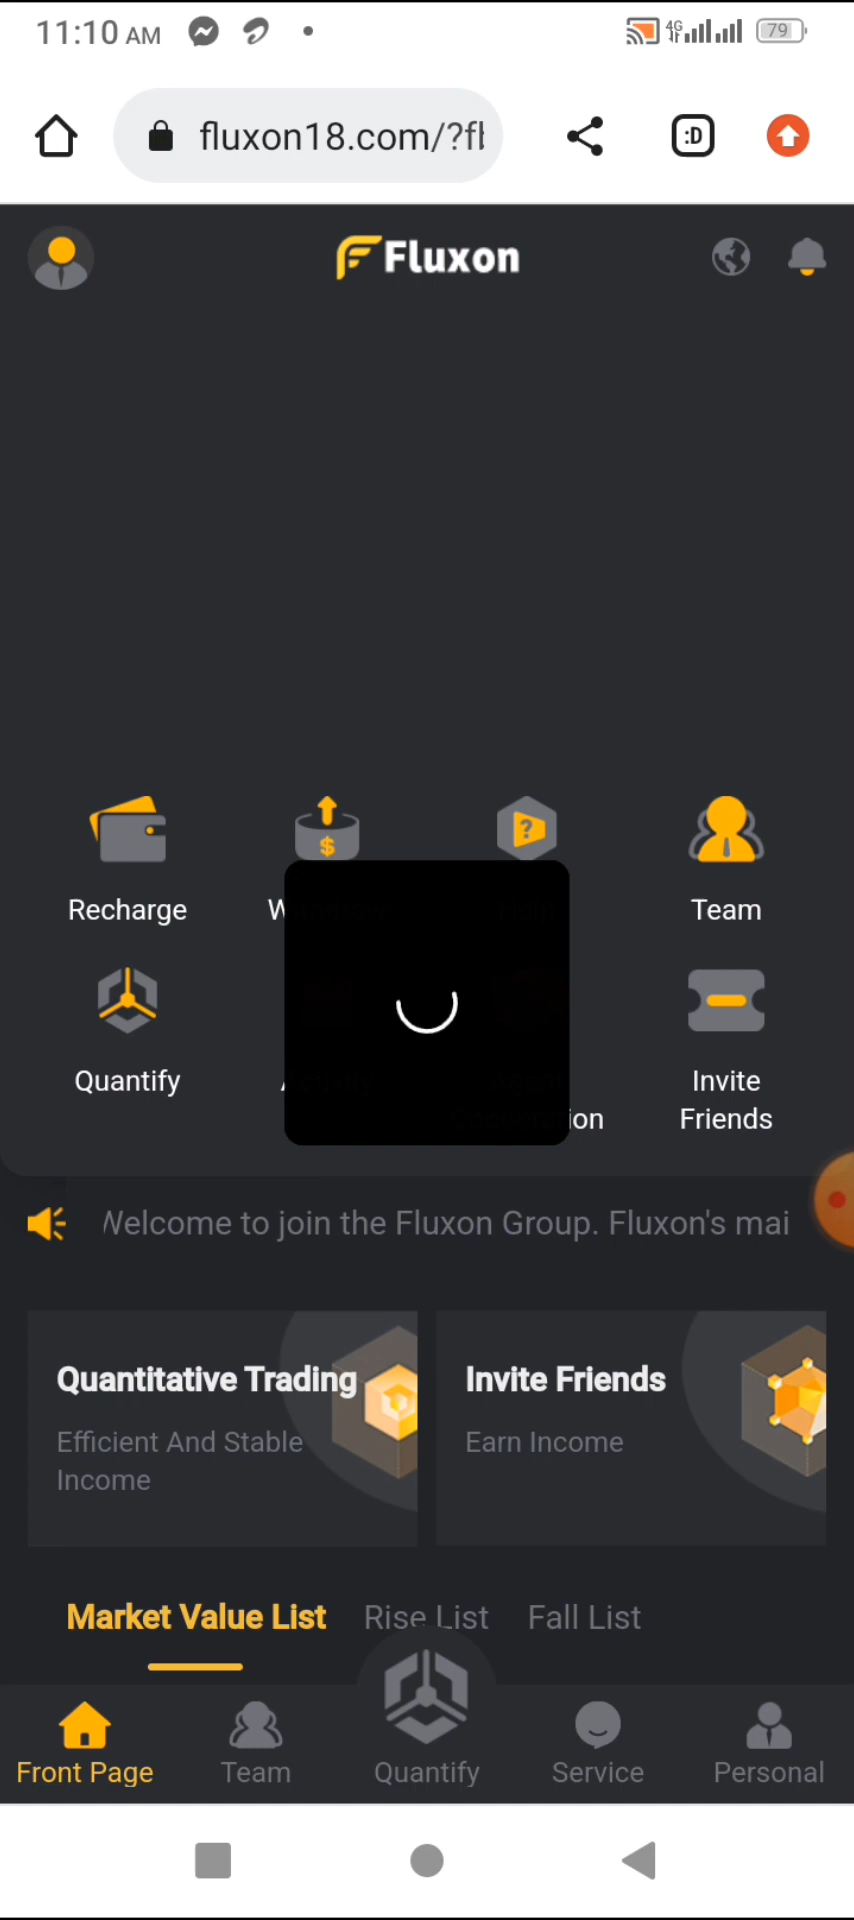 11:10 AM
4G
79
fluxon18.com/?f
:D
Fluxon
Recharge
Team
Quantify
Invite
Friends
Welcome to join the Fluxon Group. Fluxon's mai
Quantitative Trading
Invite Friends
Efficient And Stable
Income
Earn Income
Market Value List
Rise List
Fall List
Front Page
Team
Quantify
Service
Personal